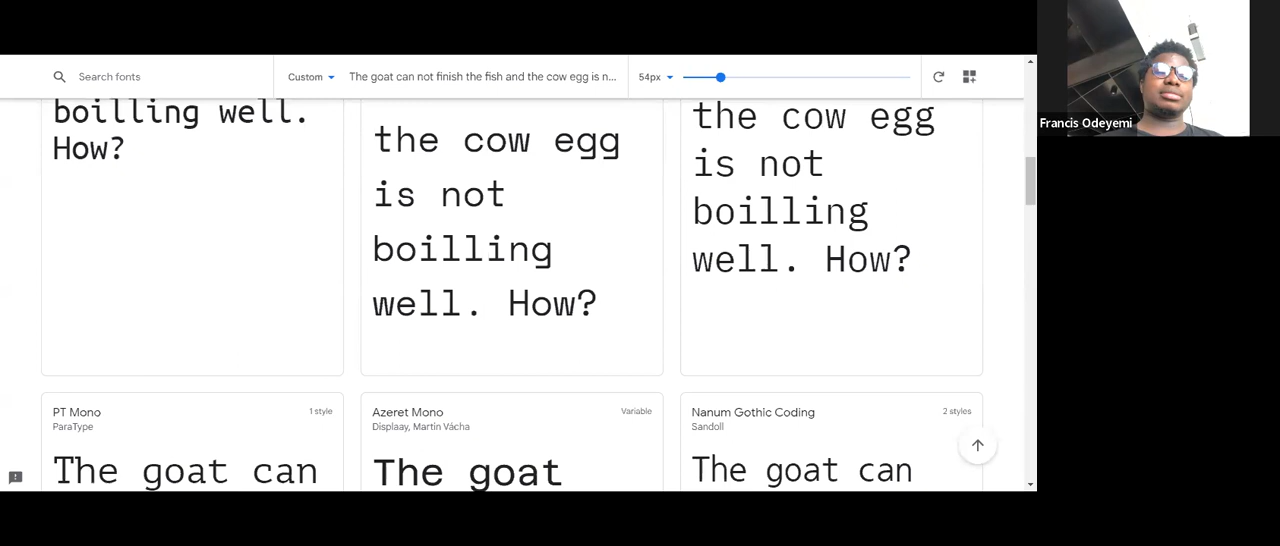 Search fonts
Custom
The goat can not finish the fish and the cow egg is n...
54px
boilling well.
How?
the cow egg
is not
boilling
well. How?
the cow egg
is not
boilling
well. How?
PT Mono
1 style
ParaType
The goat can
Azeret Mono
Variable
Displaay, Martin Vácha
The goat
Nanum Gothic Coding
2 styles
Sandoll
The goat can
Francis Odeyemi